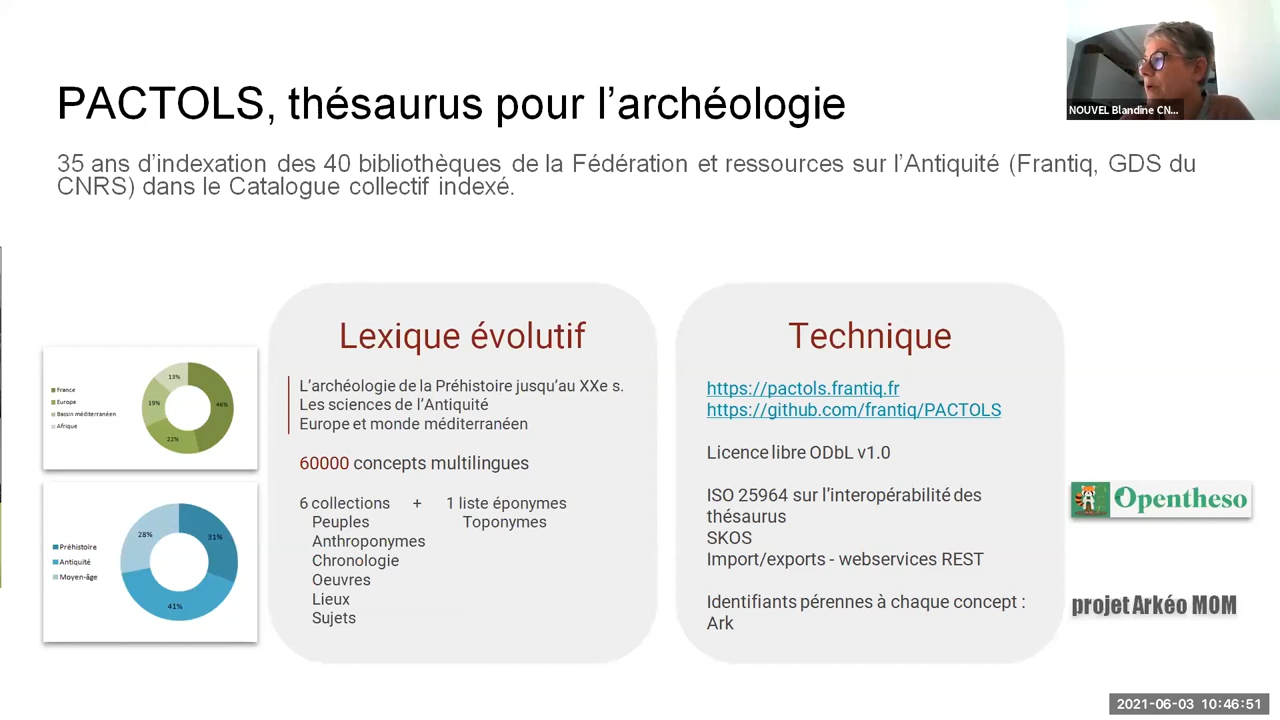 NOUVEL Blandine CN...
PACTOLS, thésaurus pour l'archéologie
35 ans d'indexation des 40 bibliothèques de la Fédération et ressources sur l'Antiquité (Frantiq, GDS du
CNRS) dans le Catalogue collectif indexé.
France
Europe
Bassin méditerranéen
Afrique
13%
46%
19%
22%
Préhistoire
Antiquité
Moyen-âge
28%
31%
41%
Lexique évolutif
L'archéologie de la Préhistoire jusqu'au XXe s.
Les sciences de l'Antiquité
Europe et monde méditerranéen
60000 concepts multilingues
6 collections + 1 liste éponymes
Peuples Toponymes
Anthroponymes
Chronologie
Oeuvres
Lieux
Sujets
Technique
https://pactols.frantiq.fr
https://github.com/frantiq/PACTOLS
Licence libre ODbL v1.0
ISO 25964 sur l'interopérabilité des
thésaurus
SKOS
Import/exports - webservices REST
Identifiants pérennes à chaque concept :
Ark
Opentheso
projet Arkéo MOM
2021-06-03 10:46:51